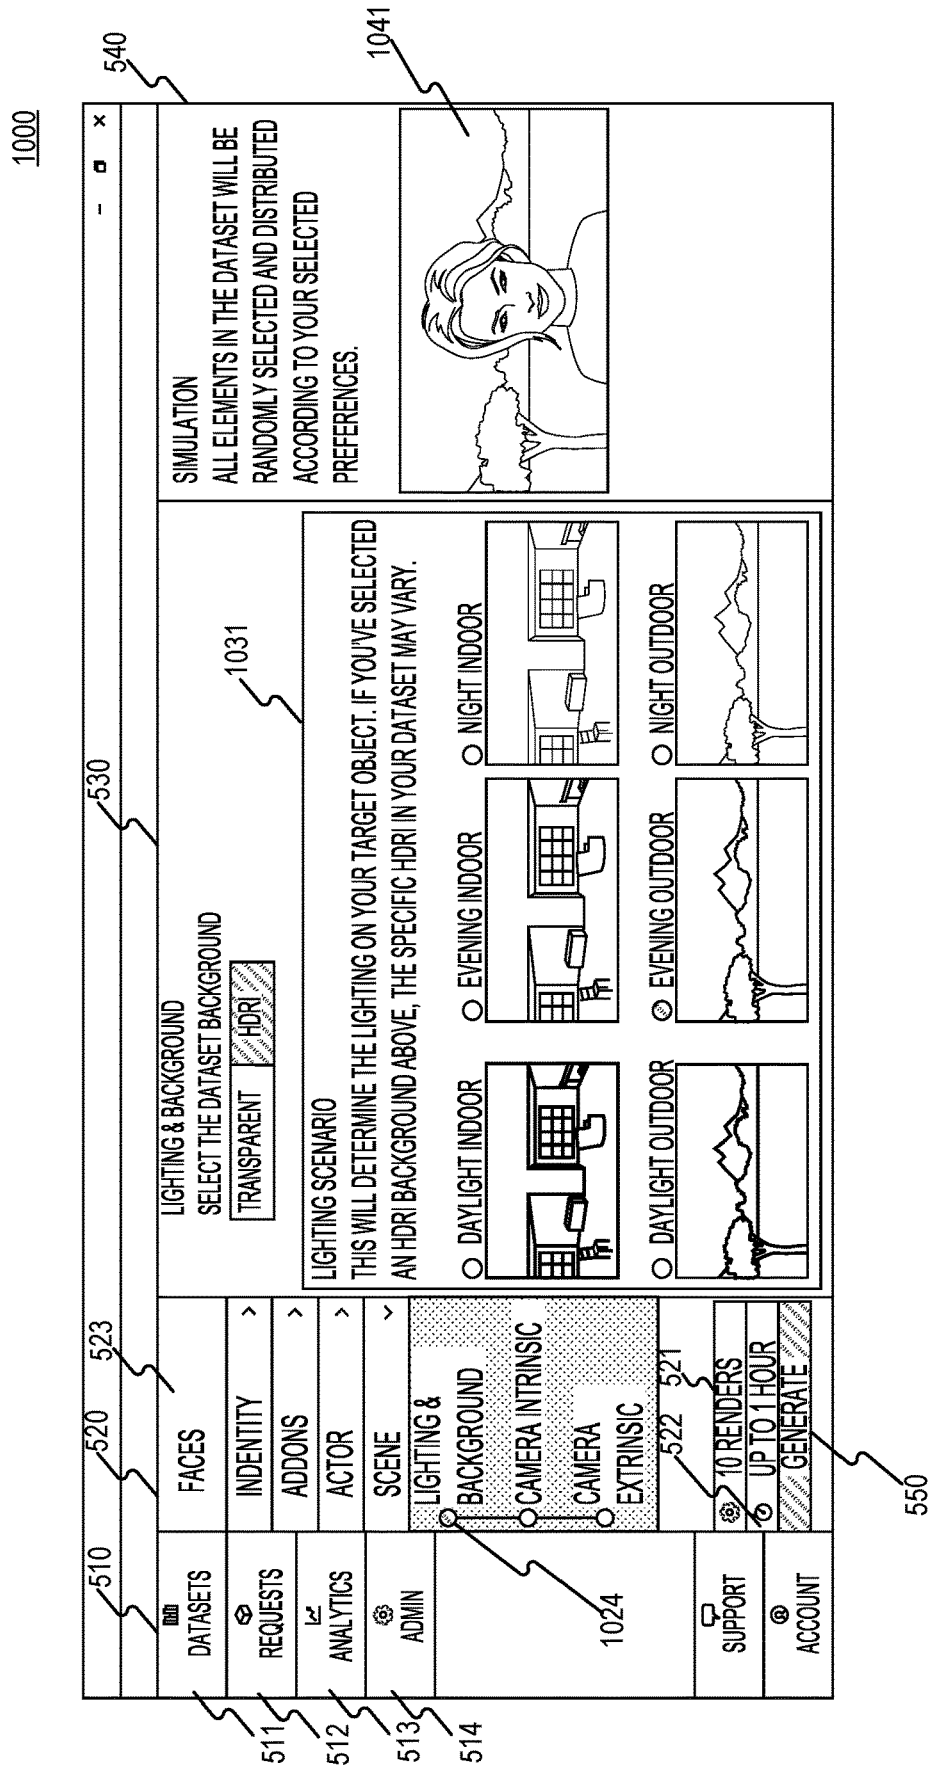 1000
510
520
523
530
540
DATASETS
REQUESTS
ANALYTICS
ADMIN
SUPPORT
@
ACCOUNT
511
512
513
514
FACES
INDENTITY >
ADDONS >
ACTOR >
SCENE
LIGHTING &
BACKGROUND
CAMERA INTRINSIC
CAMERA
EXTRINSIC
1024
522
521
10 RENDERS
UP TO 1 HOUR
GENERATE
550
LIGHTING & BACKGROUND
SELECT THE DATASET BACKGROUND
TRANSPARENT HDRI
1031
LIGHTING SCENARIO
THIS WILL DETERMINE THE LIGHTING ON YOUR TARGET OBJECT. IF YOU'VE SELECTED
AN HDRI BACKGROUND ABOVE, THE SPECIFIC HDRI IN YOUR DATASET MAY VARY.
DAYLIGHT INDOOR
EVENING INDOOR
NIGHT INDOOR
DAYLIGHT OUTDOOR
EVENING OUTDOOR
NIGHT OUTDOOR
SIMULATION
ALL ELEMENTS IN THE DATASET WILL BE
RANDOMLY SELECTED AND DISTRIBUTED
ACCORDING TO YOUR SELECTED
PREFERENCES.
1041